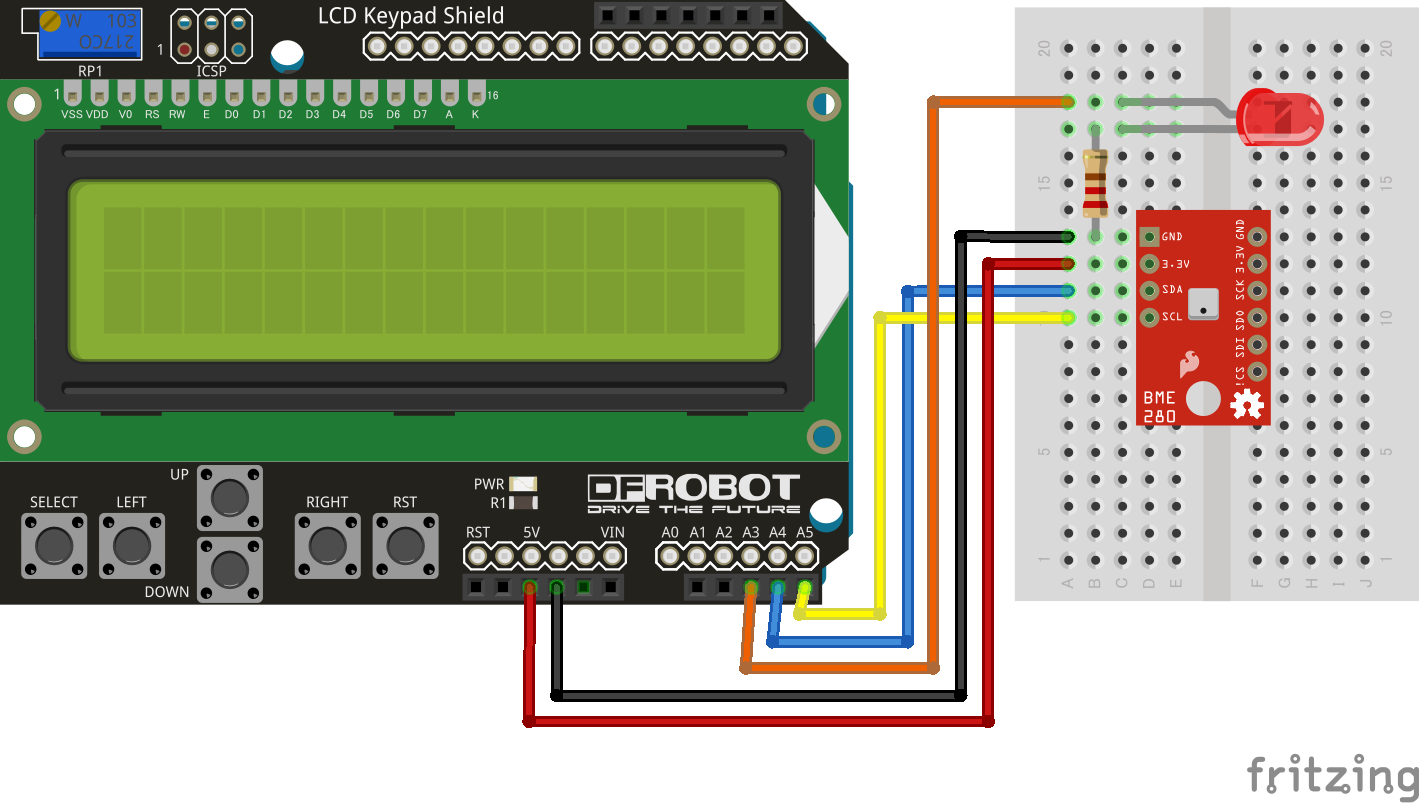 LCD Keypad Shield
W 103
217CO
RP1
1
ICSP
1
16
VSS VDD V0 RS RW E D0 D1 D2 D3 D4 D5 D6 D7 A K
UP
SELECT
LEFT
DOWN
RIGHT
RST
PWR
R1
DFROBOT
DRIVE THE FUTURE
RST
5V
VIN
A0 A1 A2 A3 A4 A5
20
20
15
15
GND
3.3V
SDA
SCL
GND
3.3V
SCK
SDO
SDI
!CS
BME
280
10
10
5
5
1
1
A B C D E F G H I J
fritzing